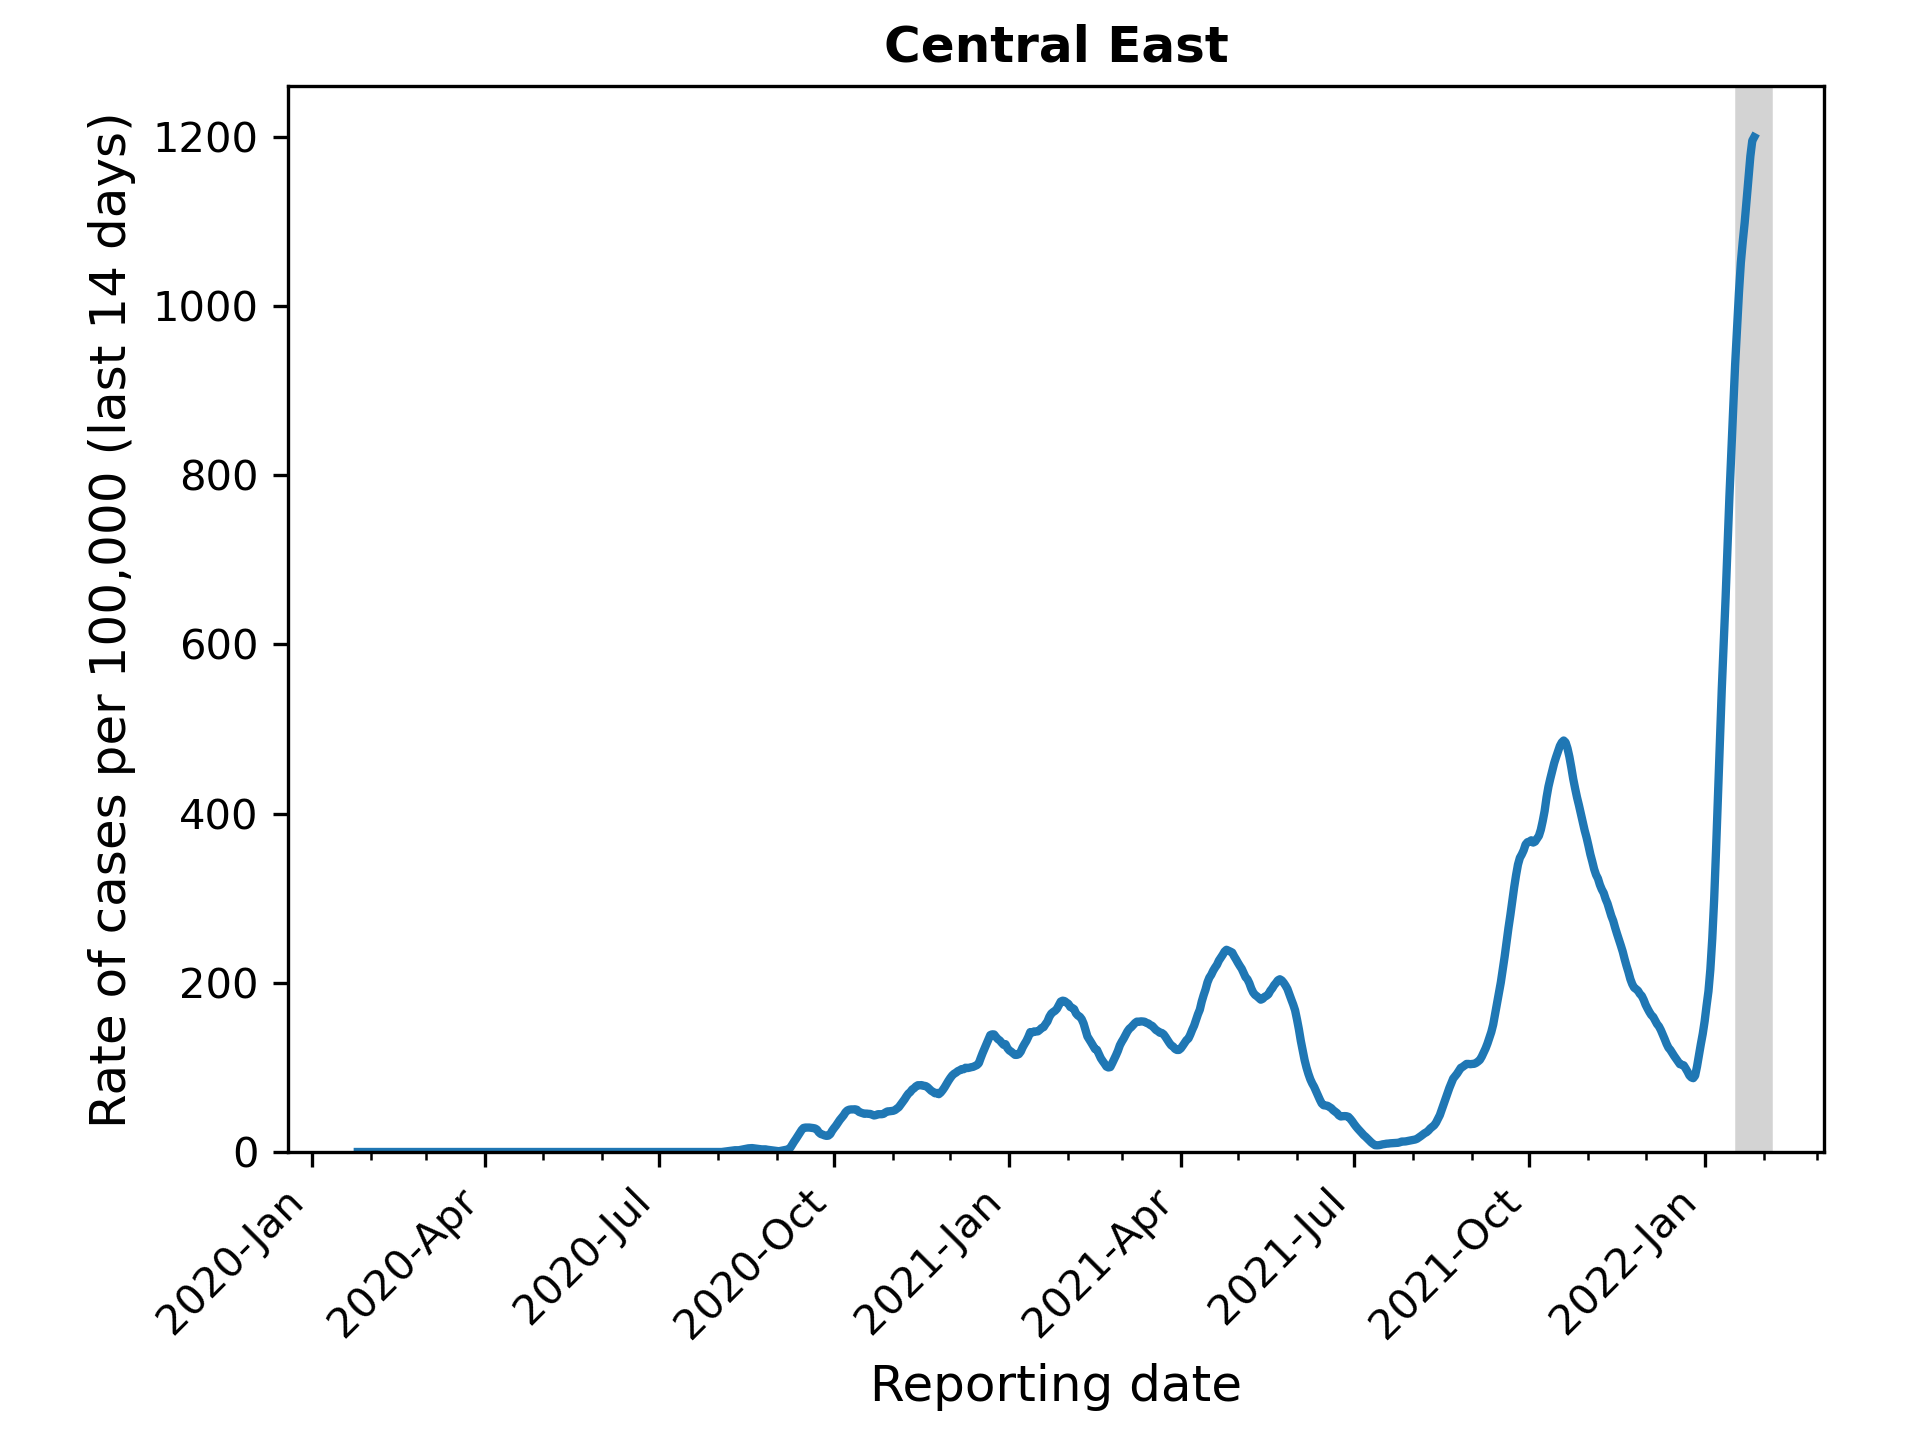 Central East
Rate of cases per 100,000 (last 14 days)
1200
1000
800
600
400
200
0
2020-Jan
2020-Apr
2020-Jul
2020-Oct
2021-Jan
2021-Apr
2021-Jul
2021-Oct
2022-Jan
Reporting date